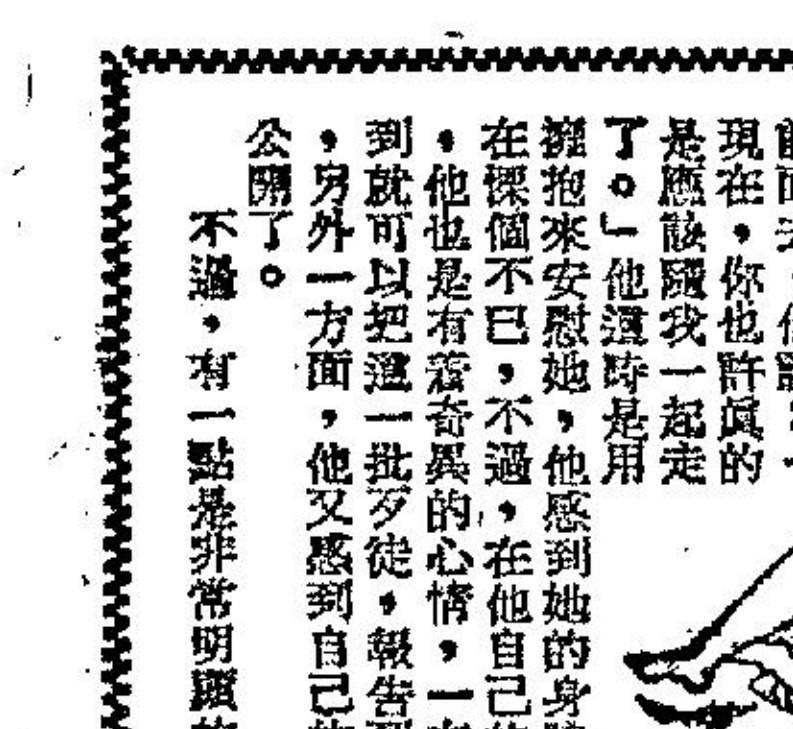 現在,你也許眞的
是應該隨我一起走
了。」他這時是用
擁抱來安慰她,他感到她的身
在慄個不已,不過,在他自己
,他也是有着奇異的心情,一
到就可以把這一批歹徒,報告到
,另外一方面,他又感到自己
公開了。
不過,有一點是非常明顯